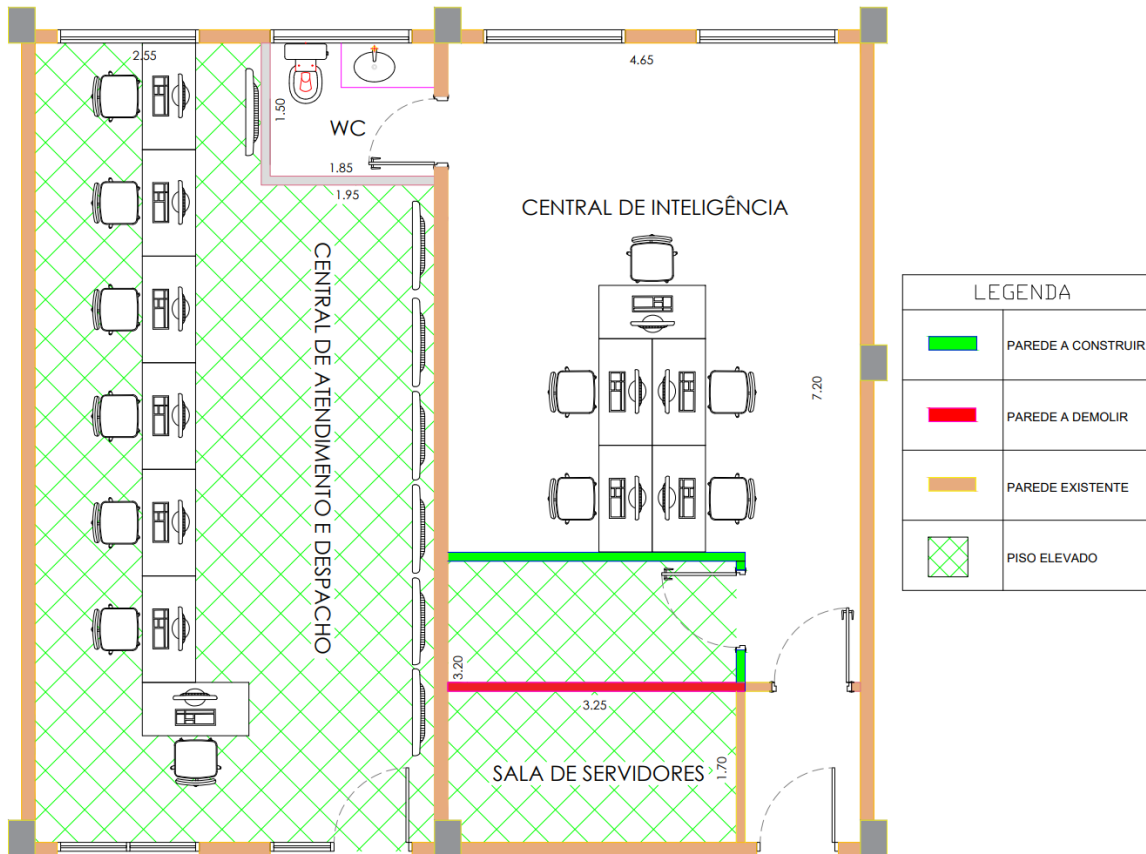 2.55
4.65
1.50
WC
1.85
1.95
CENTRAL DE INTELIGÊNCIA
CENTRAL DE ATENDIMENTO E DESPACHO
7.20
3.20
3.25
SALA DE SERVIDORES
1.70
LEGENDA
PAREDE A CONSTRUIR
PAREDE A DEMOLIR
PAREDE EXISTENTE
PISO ELEVADO